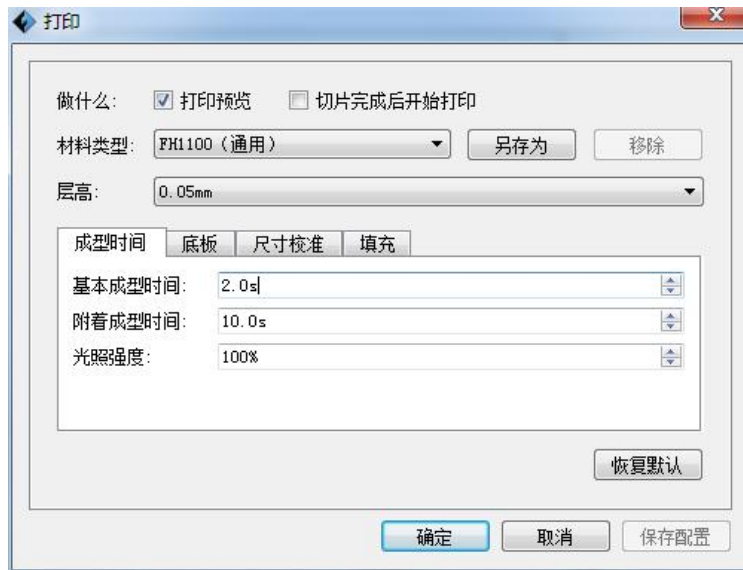 打印
做什么: 打印预览 切片完成后开始打印
材料类型: FH1100（通用） 另存为 移除
层高: 0.05mm
成型时间 底板 尺寸校准 填充
基本成型时间: 2.0s
附着成型时间: 10.0s
光照强度: 100%
恢复默认
确定 取消 保存配置